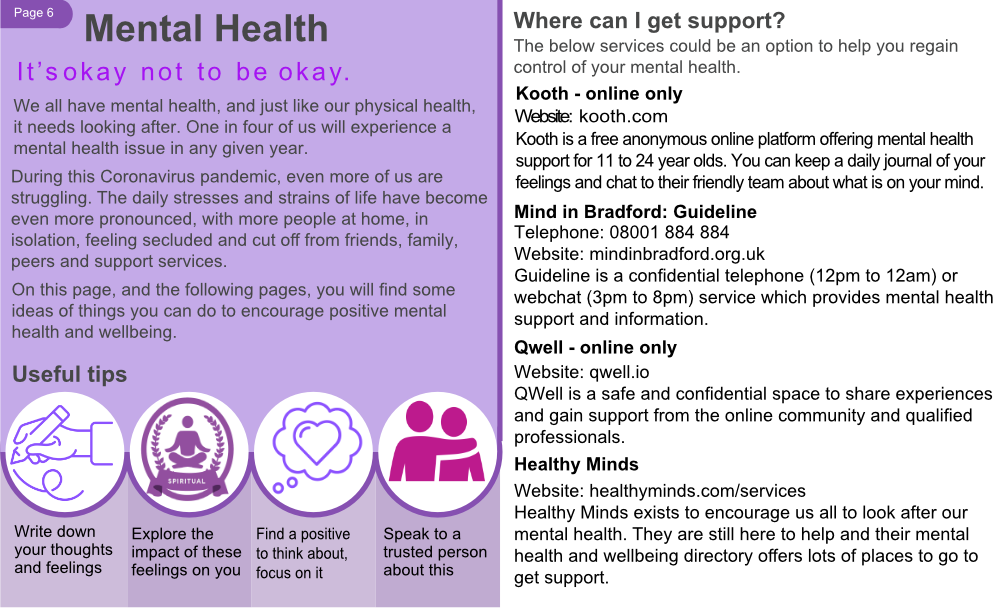 Page 6
Mental Health
It's okay not to be okay.
We all have mental health, and just like our physical health,
it needs looking after. One in four of us will experience a
mental health issue in any given year.
During this Coronavirus pandemic, even more of us are
struggling. The daily stresses and strains of life have become
even more pronounced, with more people at home, in
isolation, feeling secluded and cut off from friends, family,
peers and support services.
On this page, and the following pages, you will find some
ideas of things you can do to encourage positive mental
health and wellbeing.
Useful tips
SPIRITUAL
Write down
your thoughts
and feelings
Explore the
impact of these
feelings on you
Find a positive
to think about,
focus on it
Speak to a
trusted person
about this
Where can I get support?
The below services could be an option to help you regain
control of your mental health.
Kooth - online only
Website: kooth.com
Kooth is a free anonymous online platform offering mental health
support for 11 to 24 year olds. You can keep a daily journal of your
feelings and chat to their friendly team about what is on your mind.
Mind in Bradford: Guideline
Telephone: 08001 884 884
Website: mindinbradford.org.uk
Guideline is a confidential telephone (12pm to 12am) or
webchat (3pm to 8pm) service which provides mental health
support and information.
Qwell - online only
Website: qwell.io
QWell is a safe and confidential space to share experiences
and gain support from the online community and qualified
professionals.
Healthy Minds
Website: healthyminds.com/services
Healthy Minds exists to encourage us all to look after our
mental health. They are still here to help and their mental
health and wellbeing directory offers lots of places to go to
get support.